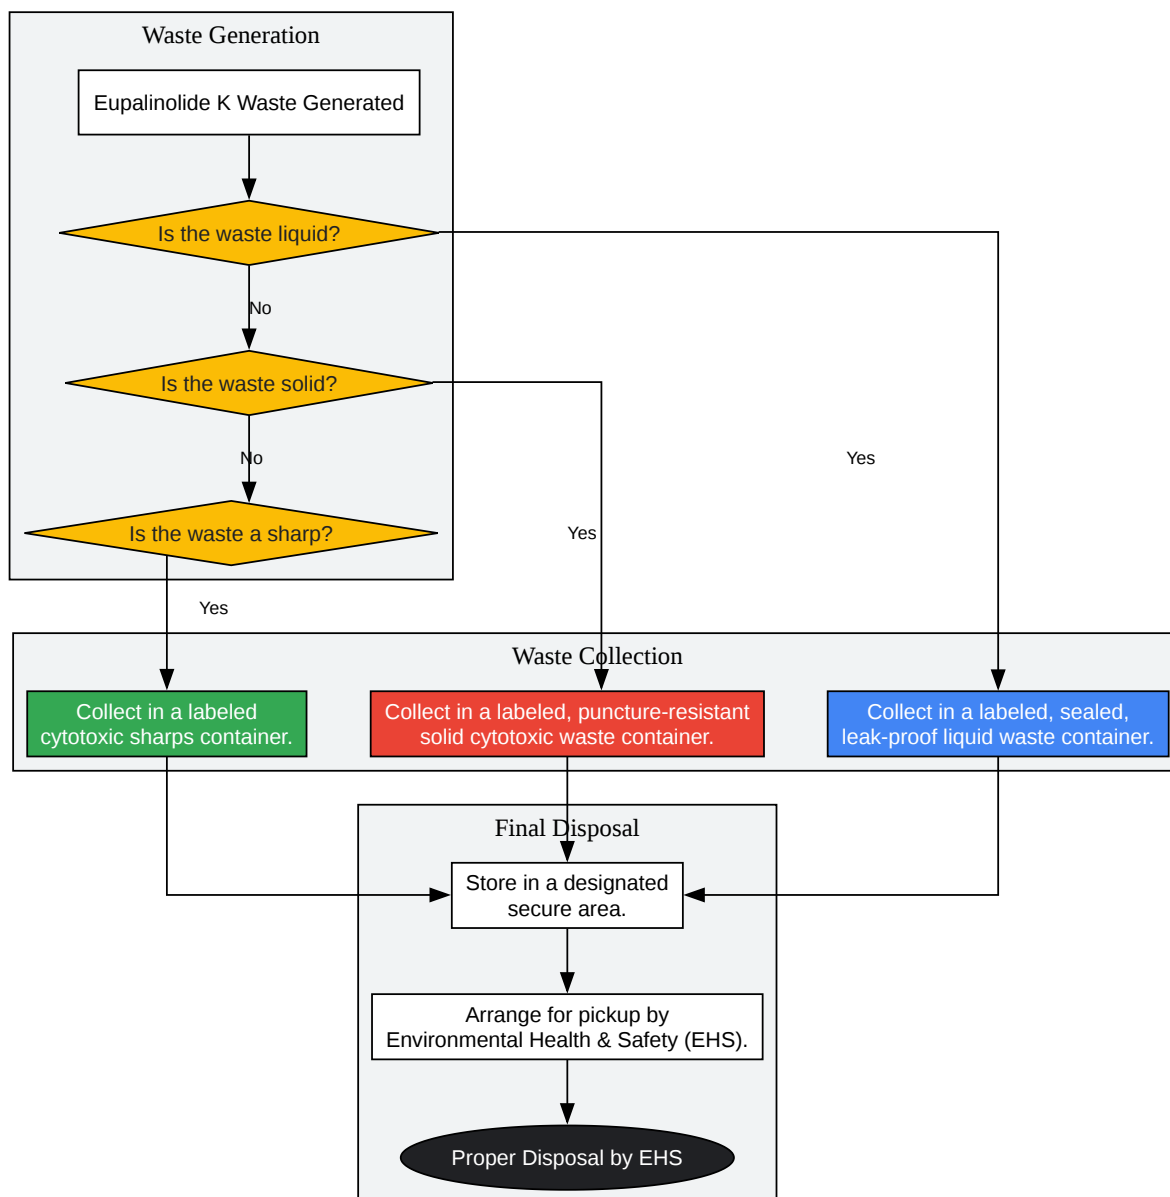 Waste Generation
Eupalinolide K Waste Generated
Is the waste liquid?
No
Is the waste solid?
No
Yes
Is the waste a sharp?
Yes
Yes
Waste Collection
Collect in a labeled
cytotoxic sharps container.
Collect in a labeled, puncture-resistant
solid cytotoxic waste container.
Collect in a labeled, sealed,
leak-proof liquid waste container.
Final Disposal
Store in a designated
secure area.
Arrange for pickup by
Environmental Health & Safety (EHS).
Proper Disposal by EHS